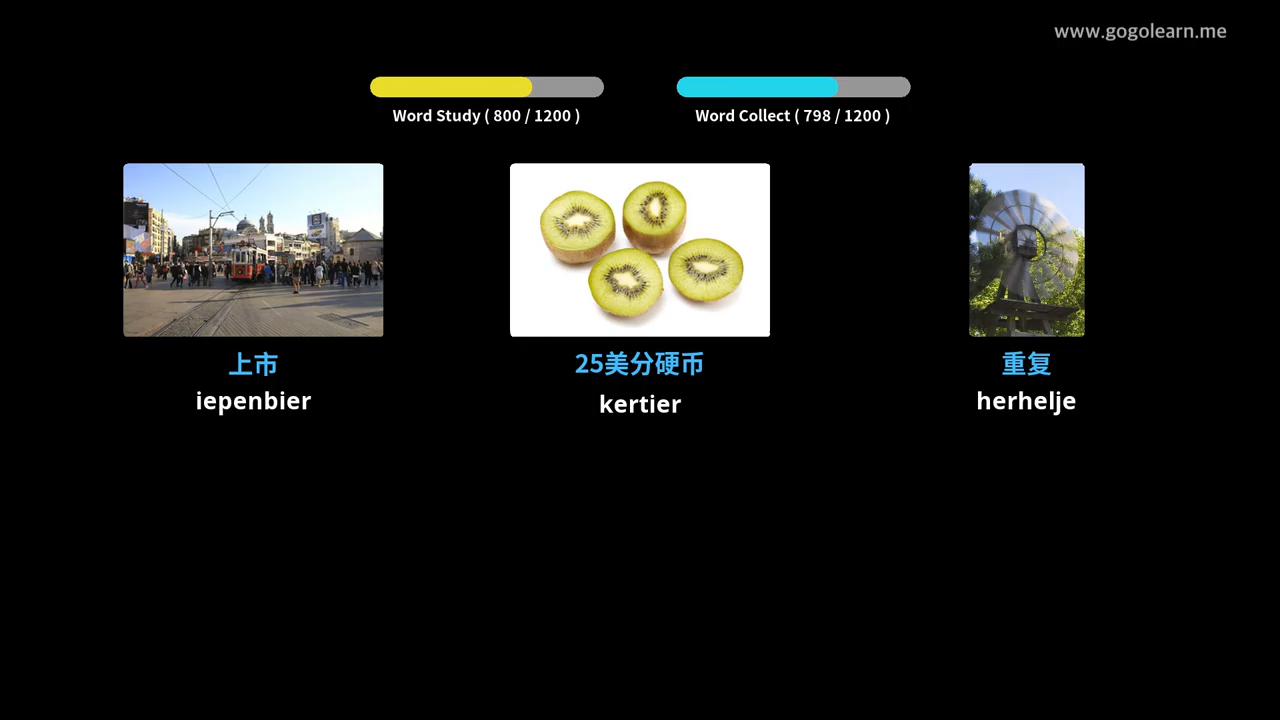 www.gogolearn.me
Word Study ( 800 / 1200 )
Word Collect ( 798 / 1200 )
上市
25美分硬币
重复
iepenbier
kertier
herhelje